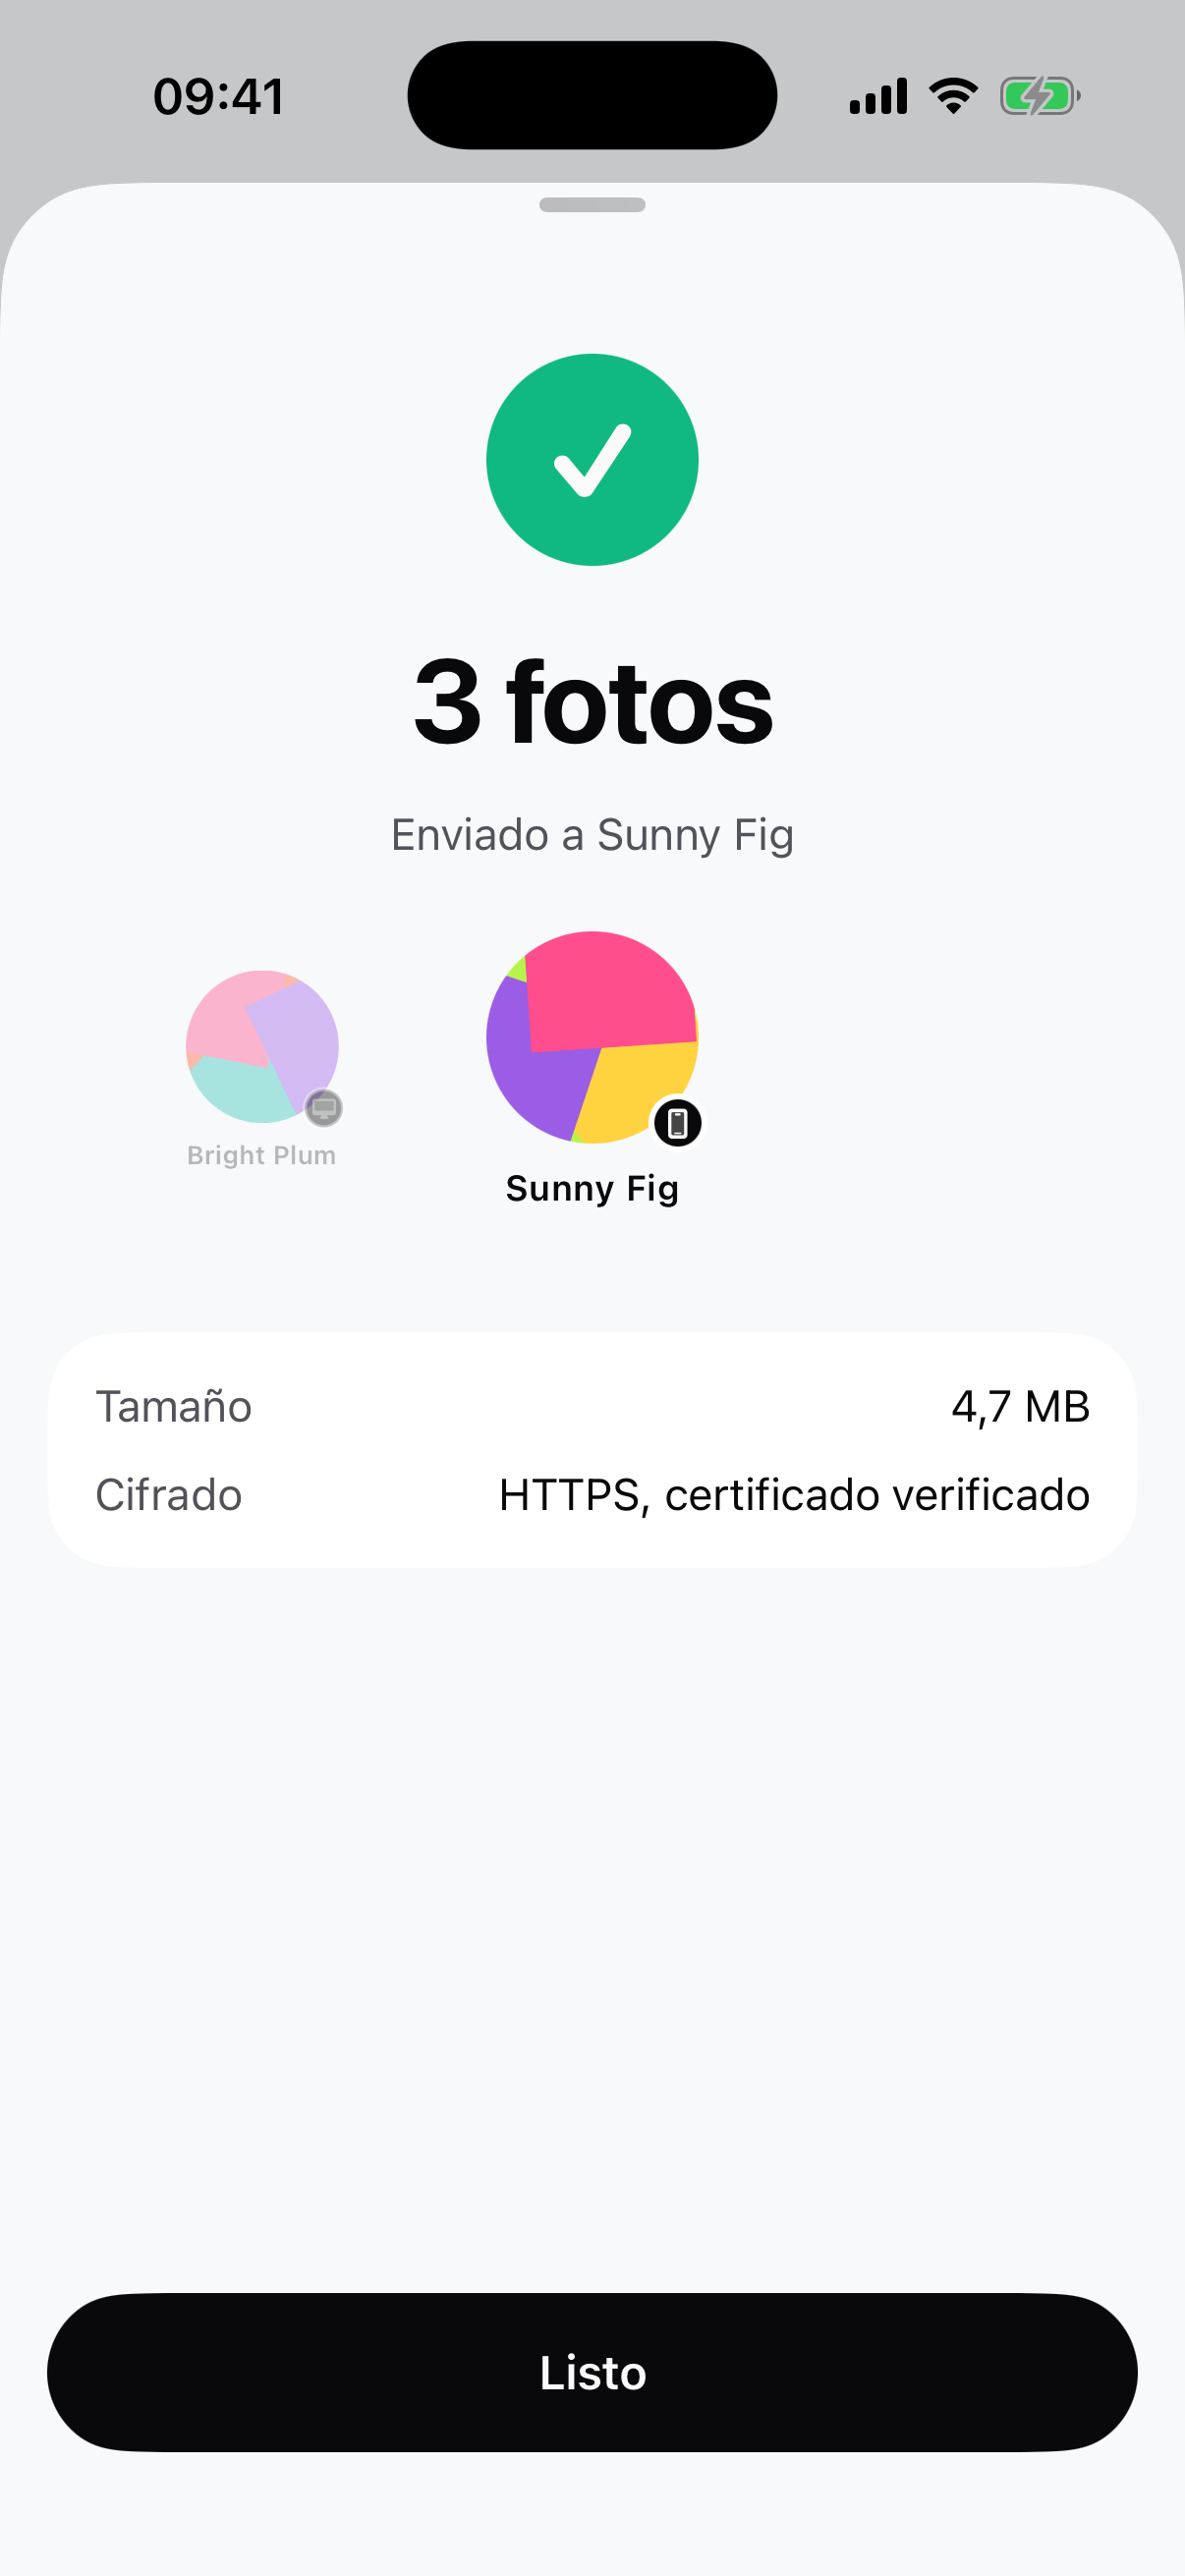 09:41
3 fotos
Enviado a Sunny Fig
Bright Plum
Sunny Fig
Tamaño 4,7 MB
Cifrado HTTPS, certificado verificado
Listo